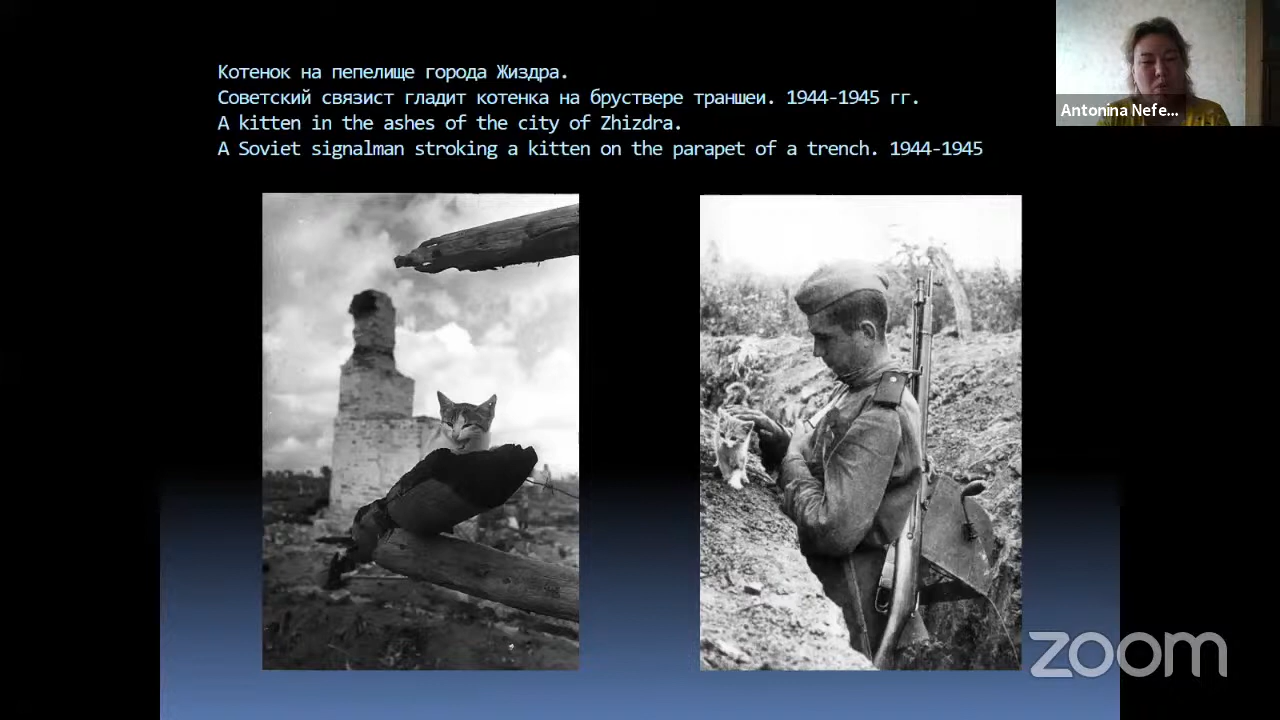 Котенок на пепелище города Жиздра.
Советский связист гладит котенка на бруствере траншеи. 1944-1945 гг.
A kitten in the ashes of the city of Zhizdra.
A Soviet signalman stroking a kitten on the parapet of a trench. 1944-1945
Antonina Nefe...
zoom